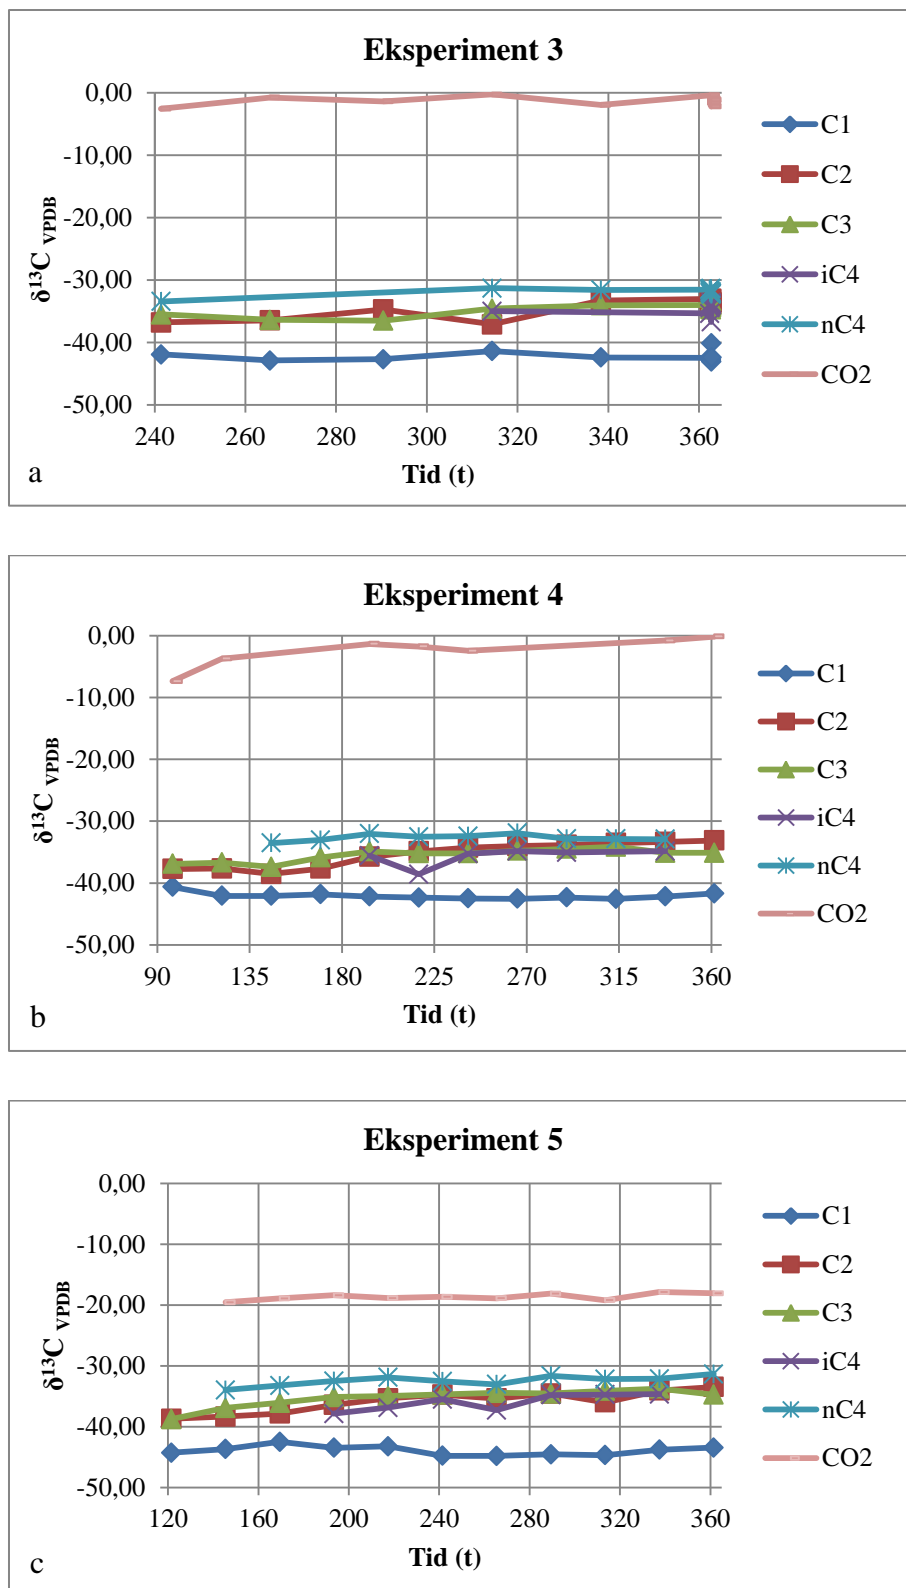 Eksperiment 3
0,00
-10,00
-20,00
-30,00
-40,00
-50,00
δ¹³C VPDB
240 260 280 300 320 340 360
Tid (t)
C1
C2
C3
iC4
nC4
CO2
a
Eksperiment 4
0,00
-10,00
-20,00
-30,00
-40,00
-50,00
δ¹³C VPDB
90 135 180 225 270 315 360
Tid (t)
C1
C2
C3
iC4
nC4
CO2
b
Eksperiment 5
0,00
-10,00
-20,00
-30,00
-40,00
-50,00
δ¹³C VPDB
120 160 200 240 280 320 360
Tid (t)
C1
C2
C3
iC4
nC4
CO2
c